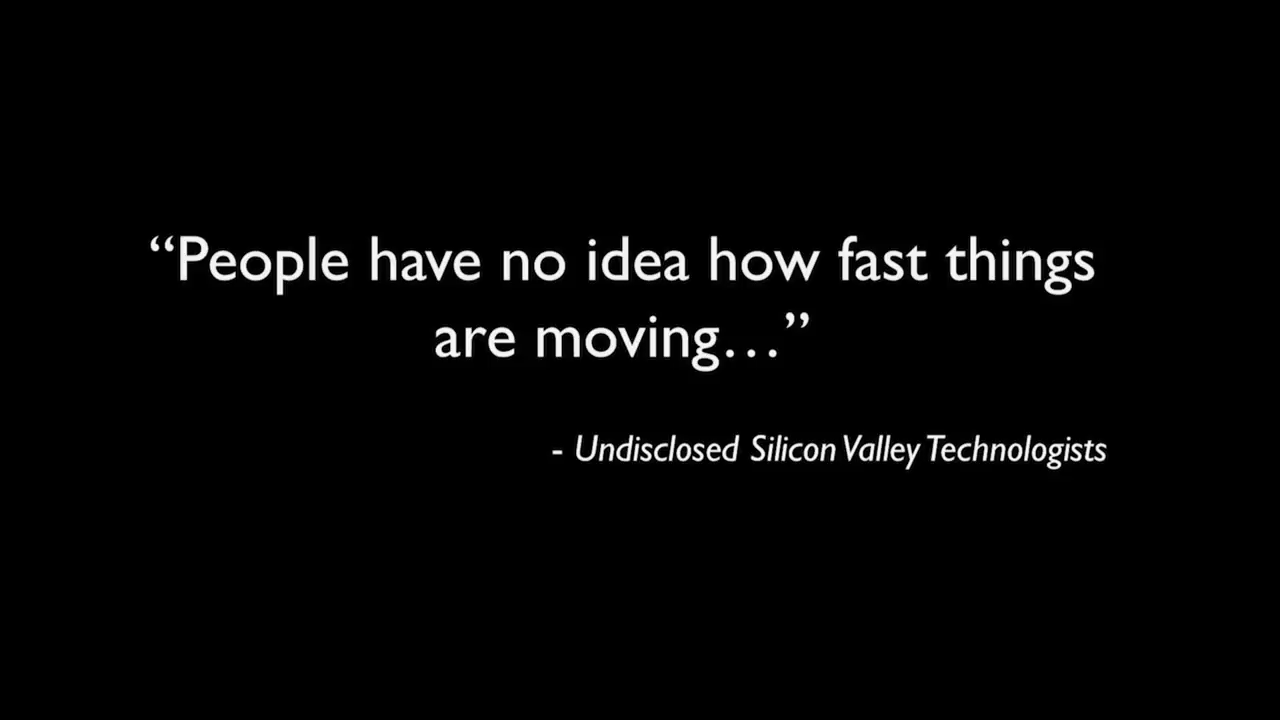 “People have no idea how fast things
are moving…”
- Undisclosed Silicon Valley Technologists